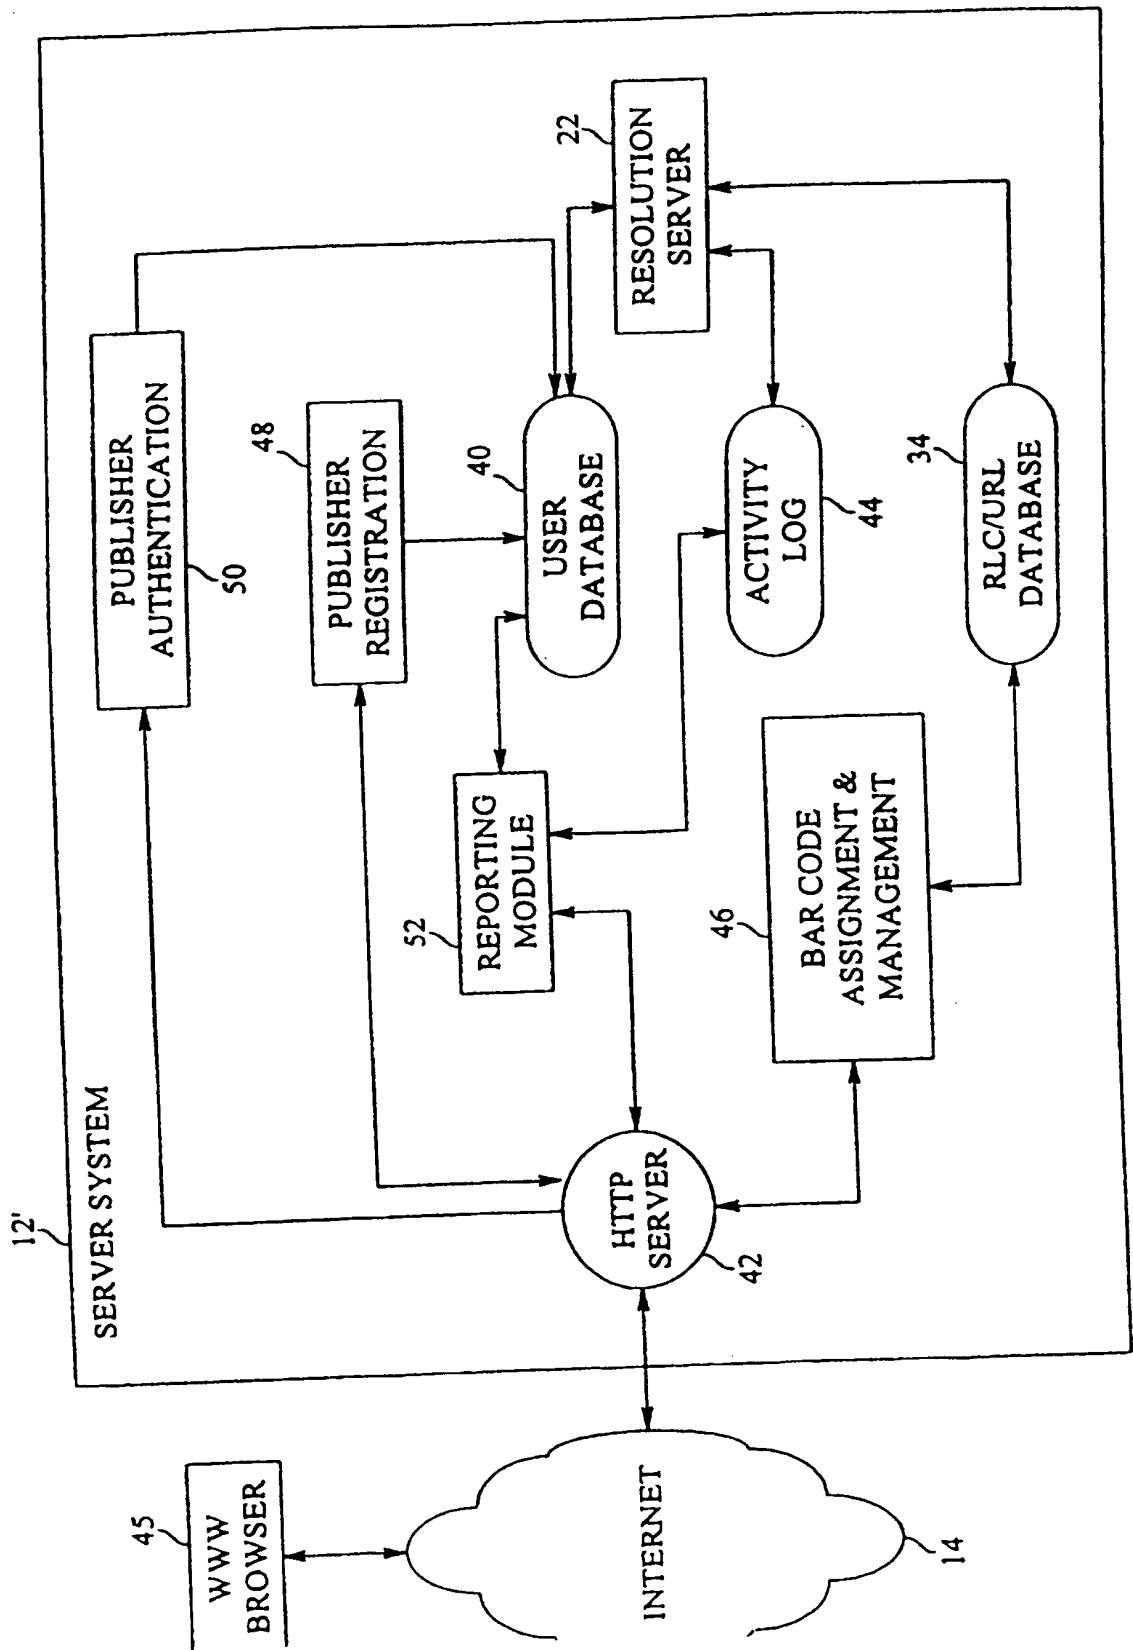 12'
SERVER SYSTEM
PUBLISHER
AUTHENTICATION
50
48
PUBLISHER
REGISTRATION
45
WWW
BROWSER
52
REPORTING
MODULE
40
USER
DATABASE
22
RESOLUTION
SERVER
HTTP
SERVER
42
ACTIVITY
LOG
44
INTERNET
14
46
BAR CODE
ASSIGNMENT &
MANAGEMENT
34
RLC/URL
DATABASE